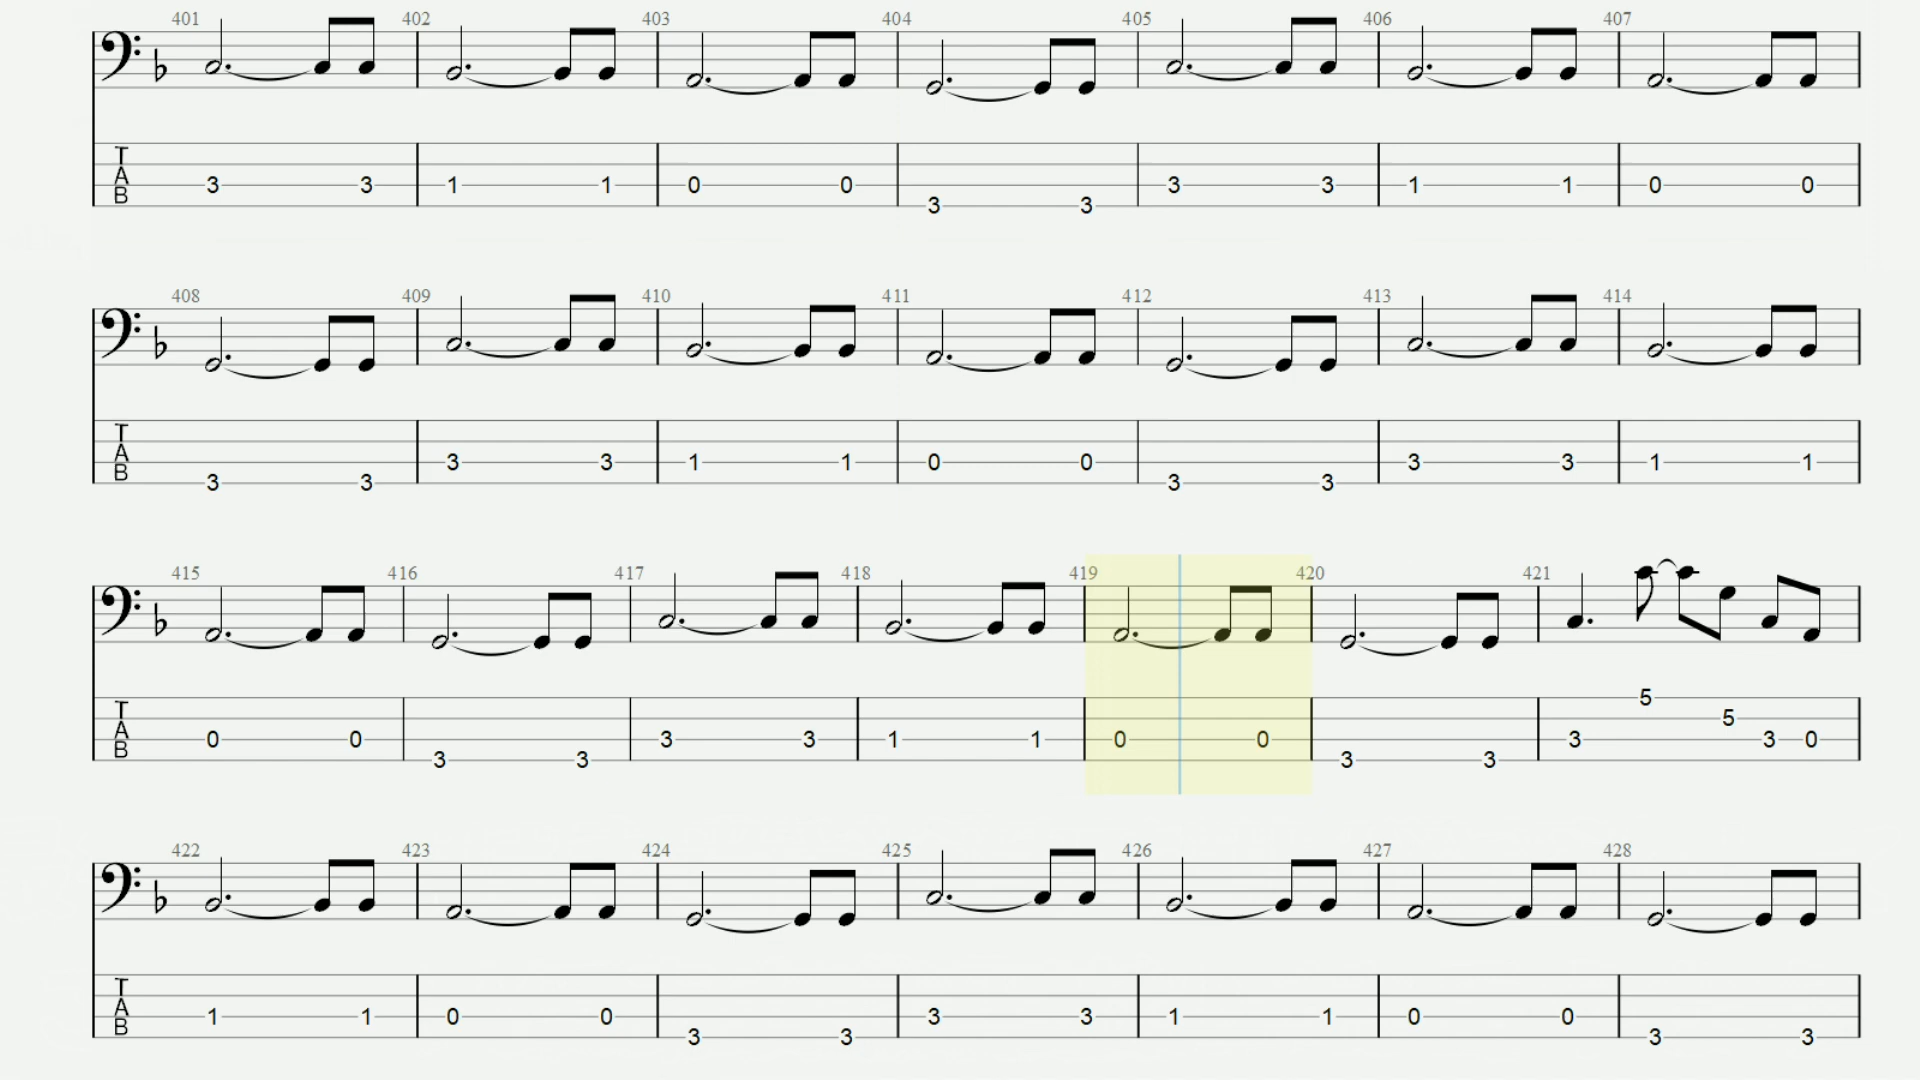 401 402 403 404 405 406 407
T
A 3 3 1 1 0 0 3 3 1 1 0 0
B 3 3
408 409 410 411 412 413 414
T
A 3 3 1 1 0 0 3 3 1 1
B 3 3 3 3
415 416 417 418 419 420 421
5
T 5
A 0 0 3 3 1 1 0 0 3 3 0
B 3 3 3 3
422 423 424 425 426 427 428
T
A 1 1 0 0 3 3 1 1 0 0
B 3 3 3 3